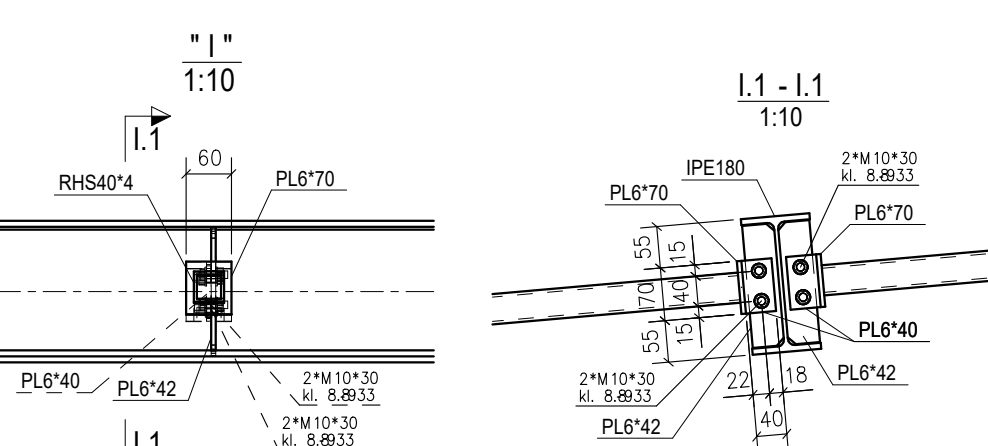 " I "
1:10
I.1
60
RHS40*4
PL6*70
PL6*40
PL6*42
2*M10*30
kl. 8.8933
2*M10*30
kl. 8.8933
I.1
I.1 - I.1
1:10
2*M10*30
kl. 8.8933
IPE180
PL6*70
PL6*70
55
15
70
40
55
15
PL6*40
22
18
PL6*42
2*M10*30
kl. 8.8933
40
PL6*42